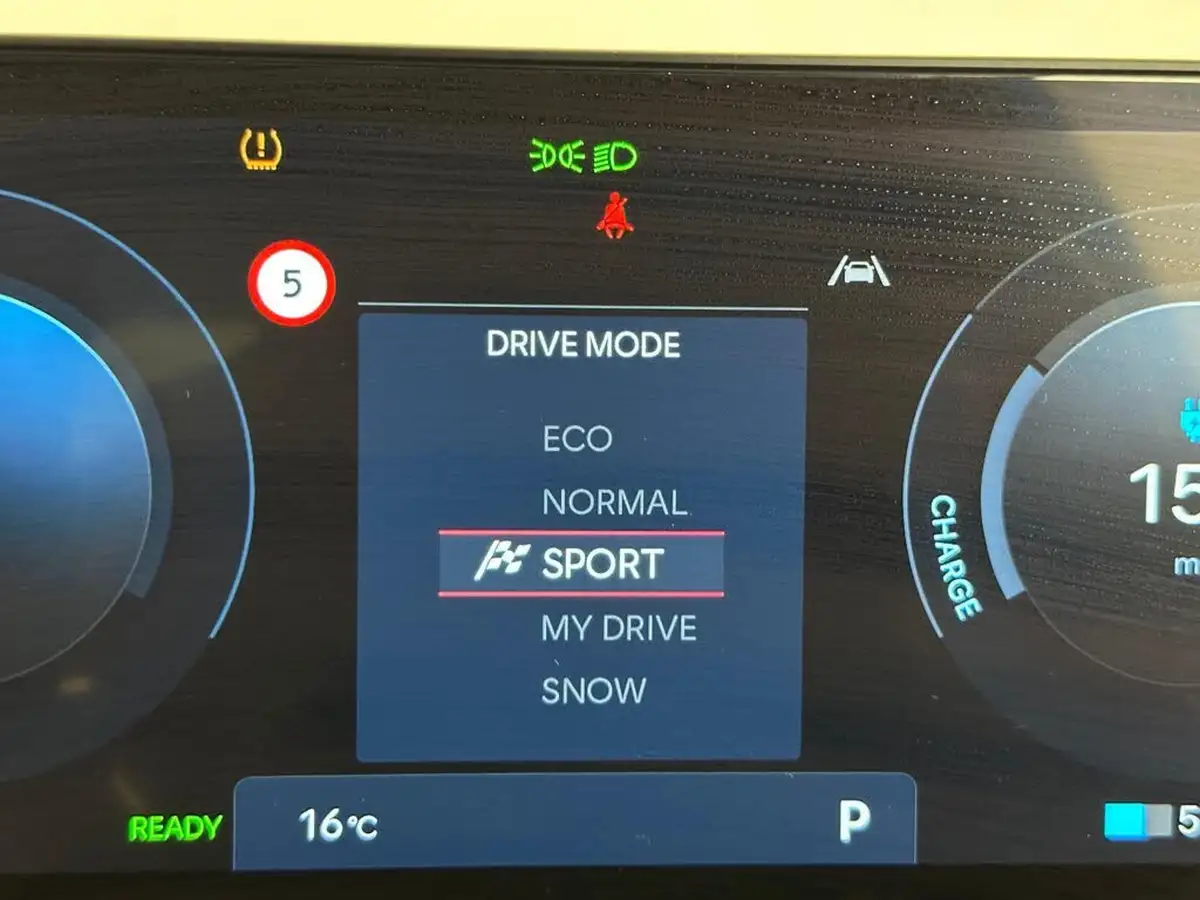 5
DRIVE MODE
ECO
NORMAL
SPORT
MY DRIVE
SNOW
CHARGE
READY
16°C
P